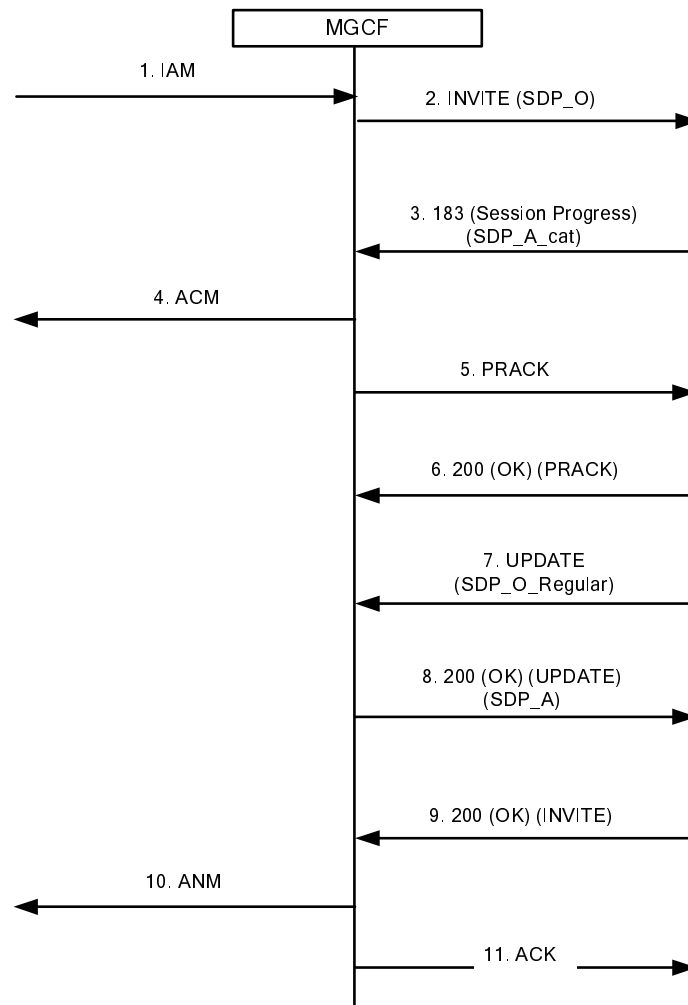 MGCF
1. IAM
2. INVITE (SDP_O)
3. 183 (Session Progress)
(SDP_A_cat)
4. ACM
5. PRACK
6. 200 (OK) (PRACK)
7. UPDATE
(SDP_O_Regular)
8. 200 (OK) (UPDATE)
(SDP_A)
9. 200 (OK) (INVITE)
10. ANM
11. ACK